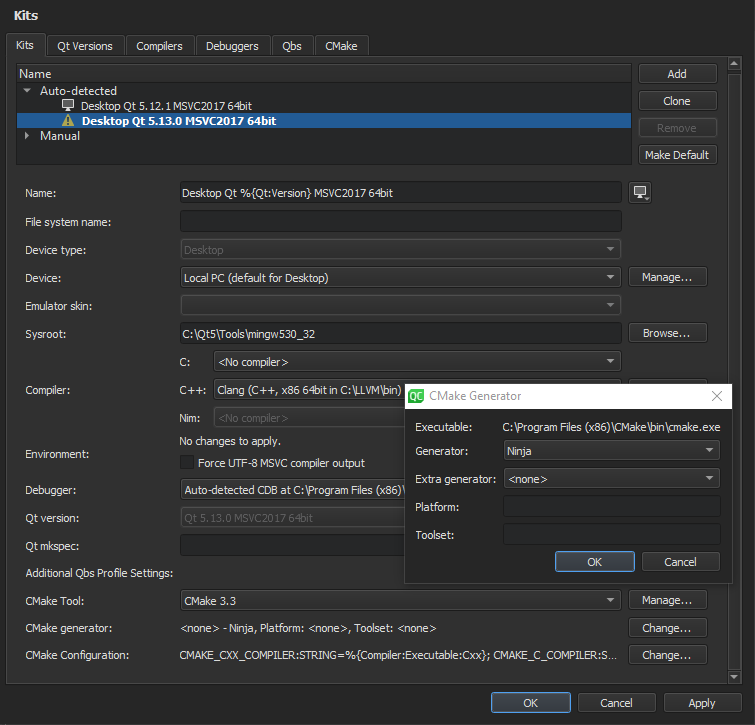 Kits
Kits Qt Versions Compilers Debuggers Qbs CMake
Name
Auto-detected
Desktop Qt 5.12.1 MSVC2017 64bit
Desktop Qt 5.13.0 MSVC2017 64bit
Manual
Add
Clone
Remove
Make Default
Name: Desktop Qt %{Qt:Version} MSVC2017 64bit
File system name:
Device type: Desktop
Device: Local PC (default for Desktop) Manage...
Emulator skin:
Sysroot: C:\Qt5\Tools\mingw530_32 Browse...
C: <No compiler>
Compiler: C++: Clang (C++, x86 64bit in C:\LLVM\bin)
Nim: <No compiler>
Environment: No changes to apply.
Force UTF-8 MSVC compiler output
Debugger: Auto-detected CDB at C:\Program Files (x86)\
Qt version: Qt 5.13.0 MSVC2017 64bit
Qt mkspec:
Additional Qbs Profile Settings:
CMake Tool: CMake 3.3 Manage...
CMake generator: <none> - Ninja, Platform: <none>, Toolset: <none> Change...
CMake Configuration: CMAKE_CXX_COMPILER:STRING=%{Compiler:Executable:Cxx}; CMAKE_C_COMPILER:S... Change...
OK Cancel Apply
QC CMake Generator
Executable: C:\Program Files (x86)\CMake\bin\cmake.exe
Generator: Ninja
Extra generator: <none>
Platform:
Toolset:
OK Cancel